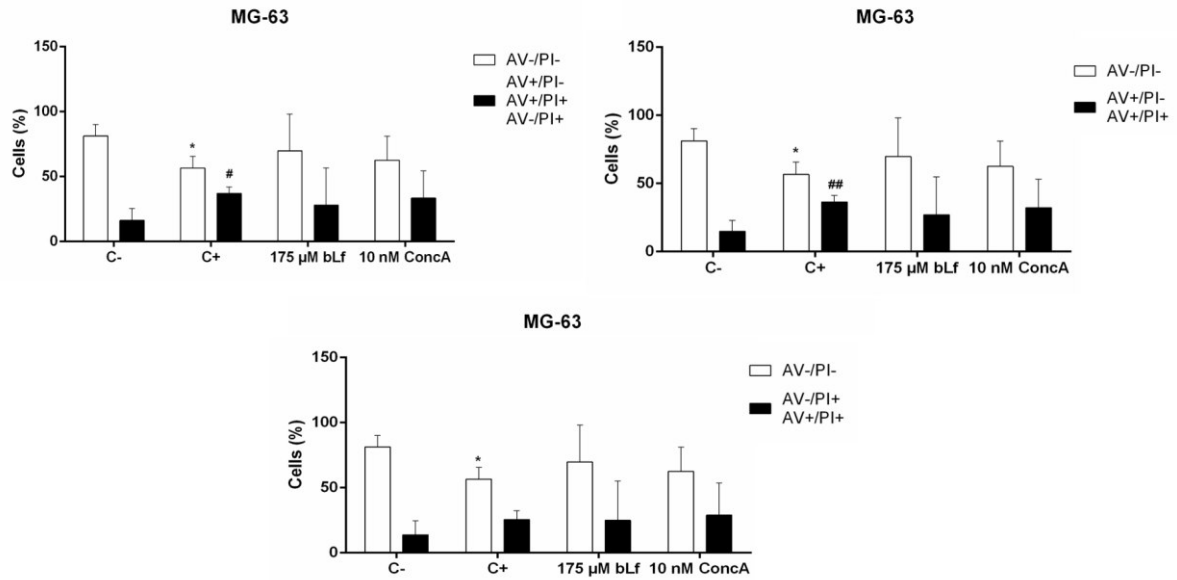 MG-63
150
100
50
0
Cells (%)
*
#
C-
C+
175 µM bLf
10 nM ConcA
AV-/PI-
AV+/PI-
AV+/PI+
AV-/PI+
MG-63
150
100
50
0
Cells (%)
*
##
C-
C+
175 µM bLf
10 nM ConcA
AV-/PI-
AV+/PI-
AV+/PI+
MG-63
150
100
50
0
Cells (%)
*
C-
C+
175 µM bLf
10 nM ConcA
AV-/PI-
AV-/PI+
AV+/PI+